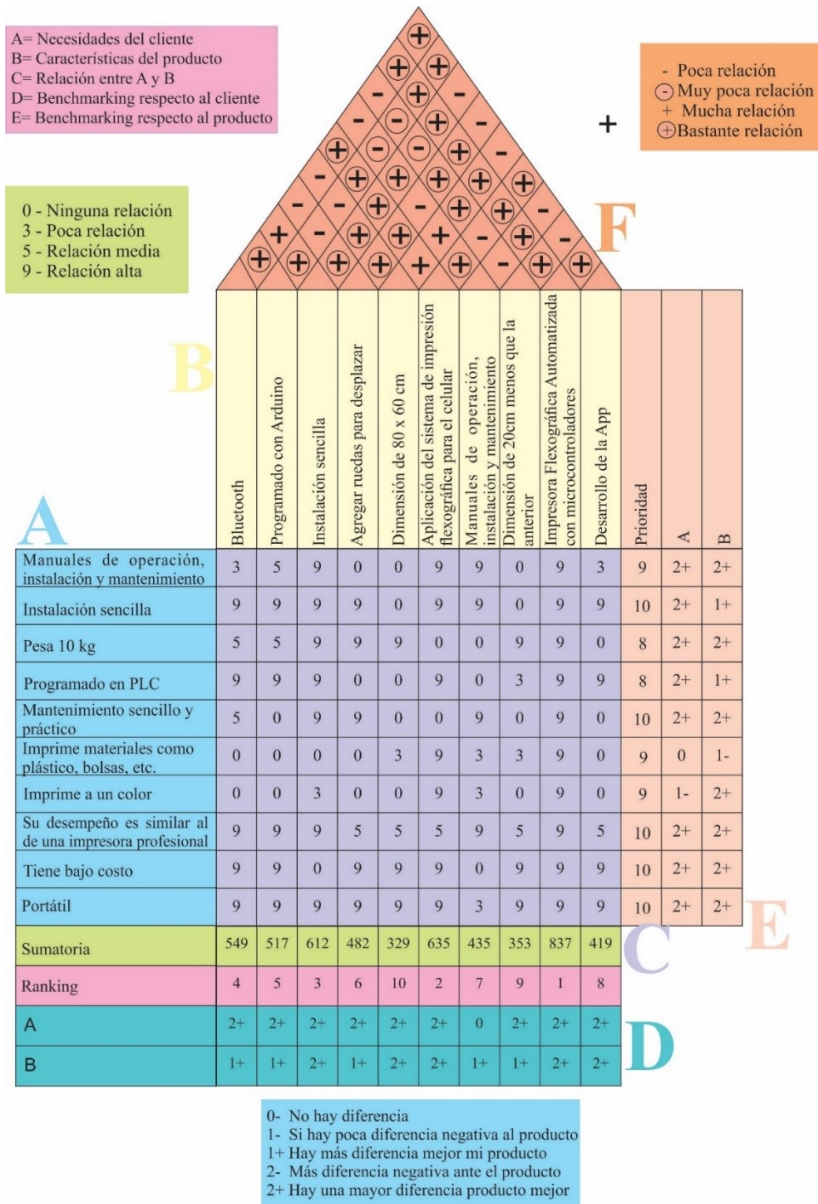 A= Necesidades del cliente
B= Características del producto
C= Relación entre A y B
D= Benchmarking respecto al cliente
E= Benchmarking respecto al producto
- Poca relación
⊖ Muy poca relación
+ Mucha relación
⊕ Bastante relación
+
0 - Ninguna relación
3 - Poca relación
5 - Relación media
9 - Relación alta
F
B
Bluetooth
Programado con Arduino
Instalación sencilla
Agregar ruedas para desplazar
Dimensión de 80 x 60 cm
Aplicación del sistema de impresión
flexográfica para el celular
Manuales de operación,
instalación y mantenimiento
Dimensión de 20cm menos que la
anterior
Impresora Flexográfica Automatizada
con microcontroladores
Desarrollo de la App
Prioridad
A
B
A
Manuales de operación,
instalación y mantenimiento
3 5 9 0 0 9 9 0 9 3 9 2+ 2+
Instalación sencilla
9 9 9 9 0 9 9 0 9 9 10 2+ 1+
Pesa 10 kg
5 5 9 9 9 0 0 9 9 0 8 2+ 2+
Programado en PLC
9 9 9 0 0 9 0 3 9 9 8 2+ 1+
Mantenimiento sencillo y
práctico
5 0 9 9 0 0 9 0 9 0 10 2+ 2+
Imprime materiales como
plástico, bolsas, etc.
0 0 0 0 3 9 3 3 9 0 9 0 1-
Imprime a un color
0 0 3 0 0 9 3 0 9 0 9 1- 2+
Su desempeño es similar al
de una impresora profesional
9 9 9 5 5 5 9 5 9 5 10 2+ 2+
Tiene bajo costo
9 9 0 9 9 9 0 9 9 9 10 2+ 2+
Portátil
9 9 9 9 9 9 3 9 9 9 10 2+ 2+
E
Sumatoria
549 517 612 482 329 635 435 353 837 419
C
Ranking
4 5 3 6 10 2 7 9 1 8
A
2+ 2+ 2+ 2+ 2+ 2+ 0 2+ 2+ 2+
D
B
1+ 1+ 2+ 1+ 2+ 2+ 1+ 1+ 2+ 2+
0- No hay diferencia
1- Si hay poca diferencia negativa al producto
1+ Hay más diferencia mejor mi producto
2- Más diferencia negativa ante el producto
2+ Hay una mayor diferencia producto mejor